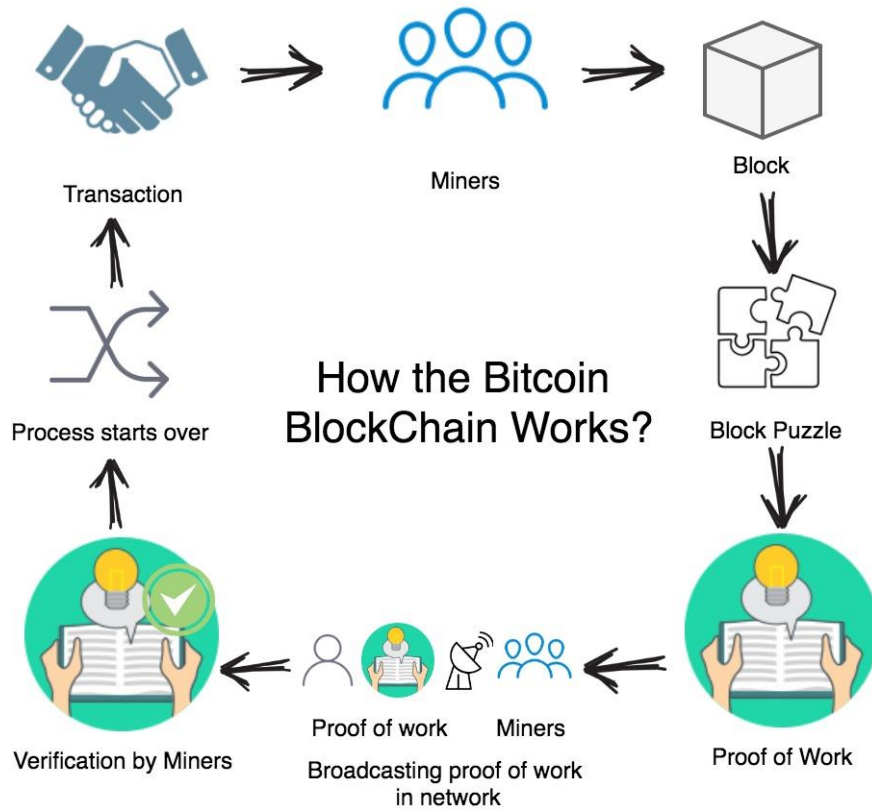 Transaction
Miners
Block
How the Bitcoin
BlockChain Works?
Process starts over
Block Puzzle
Verification by Miners
Proof of work
Miners
Broadcasting proof of work
in network
Proof of Work